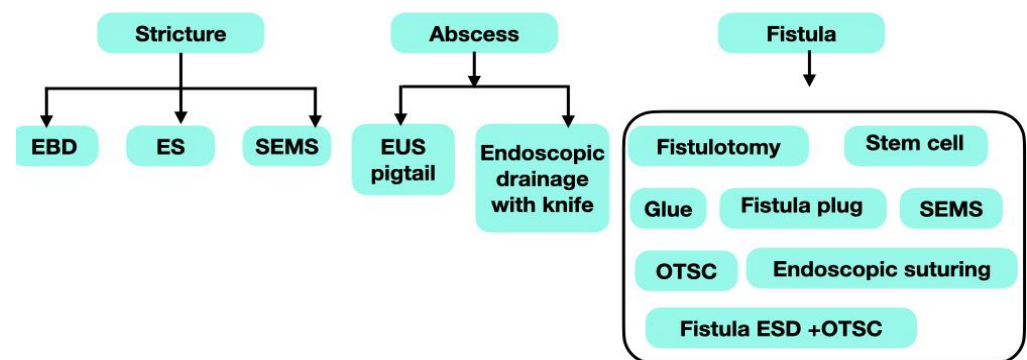 Stricture
Abscess
Fistula
EBD
ES
SEMS
EUS
pigtail
Endoscopic
drainage
with knife
Fistulotomy
Stem cell
Glue
Fistula plug
SEMS
OTSC
Endoscopic suturing
Fistula ESD +OTSC